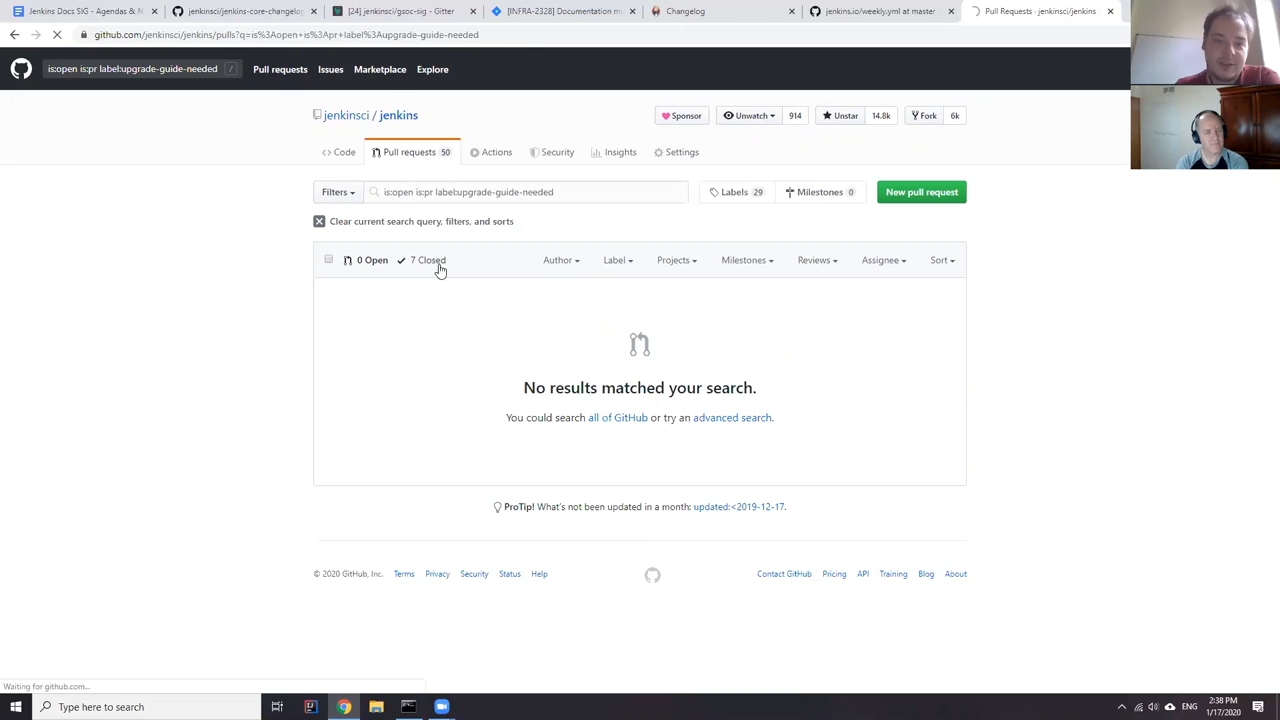 Jenkins Docs SIG - Agendas & N
jenkinsci/jenkins-core-changelog
[24] jenkinsci/gsoc-sig - Gitter
[INFRA-2328] Documentation mi
Changelog
jenkins.io/weekly.yml at master
Pull Requests · jenkinsci/jenkins
github.com/jenkinsci/jenkins/pulls?q=is%3Aopen+is%3Apr+label%3Aupgrade-guide-needed
is:open is:pr label:upgrade-guide-needed /
Pull requests Issues Marketplace Explore
jenkinsci / jenkins
Sponsor Unwatch 914 Unstar 14.8k Fork 6k
Code Pull requests 50 Actions Security Insights Settings
Filters is:open is:pr label:upgrade-guide-needed Labels 29 Milestones 0 New pull request
Clear current search query, filters, and sorts
0 Open 7 Closed Author Label Projects Milestones Reviews Assignee Sort
No results matched your search.
You could search all of GitHub or try an advanced search.
ProTip! What's not been updated in a month: updated:<2019-12-17.
© 2020 GitHub, Inc. Terms Privacy Security Status Help Contact GitHub Pricing API Training Blog About
Waiting for github.com...
Type here to search
ENG
2:38 PM
1/17/2020